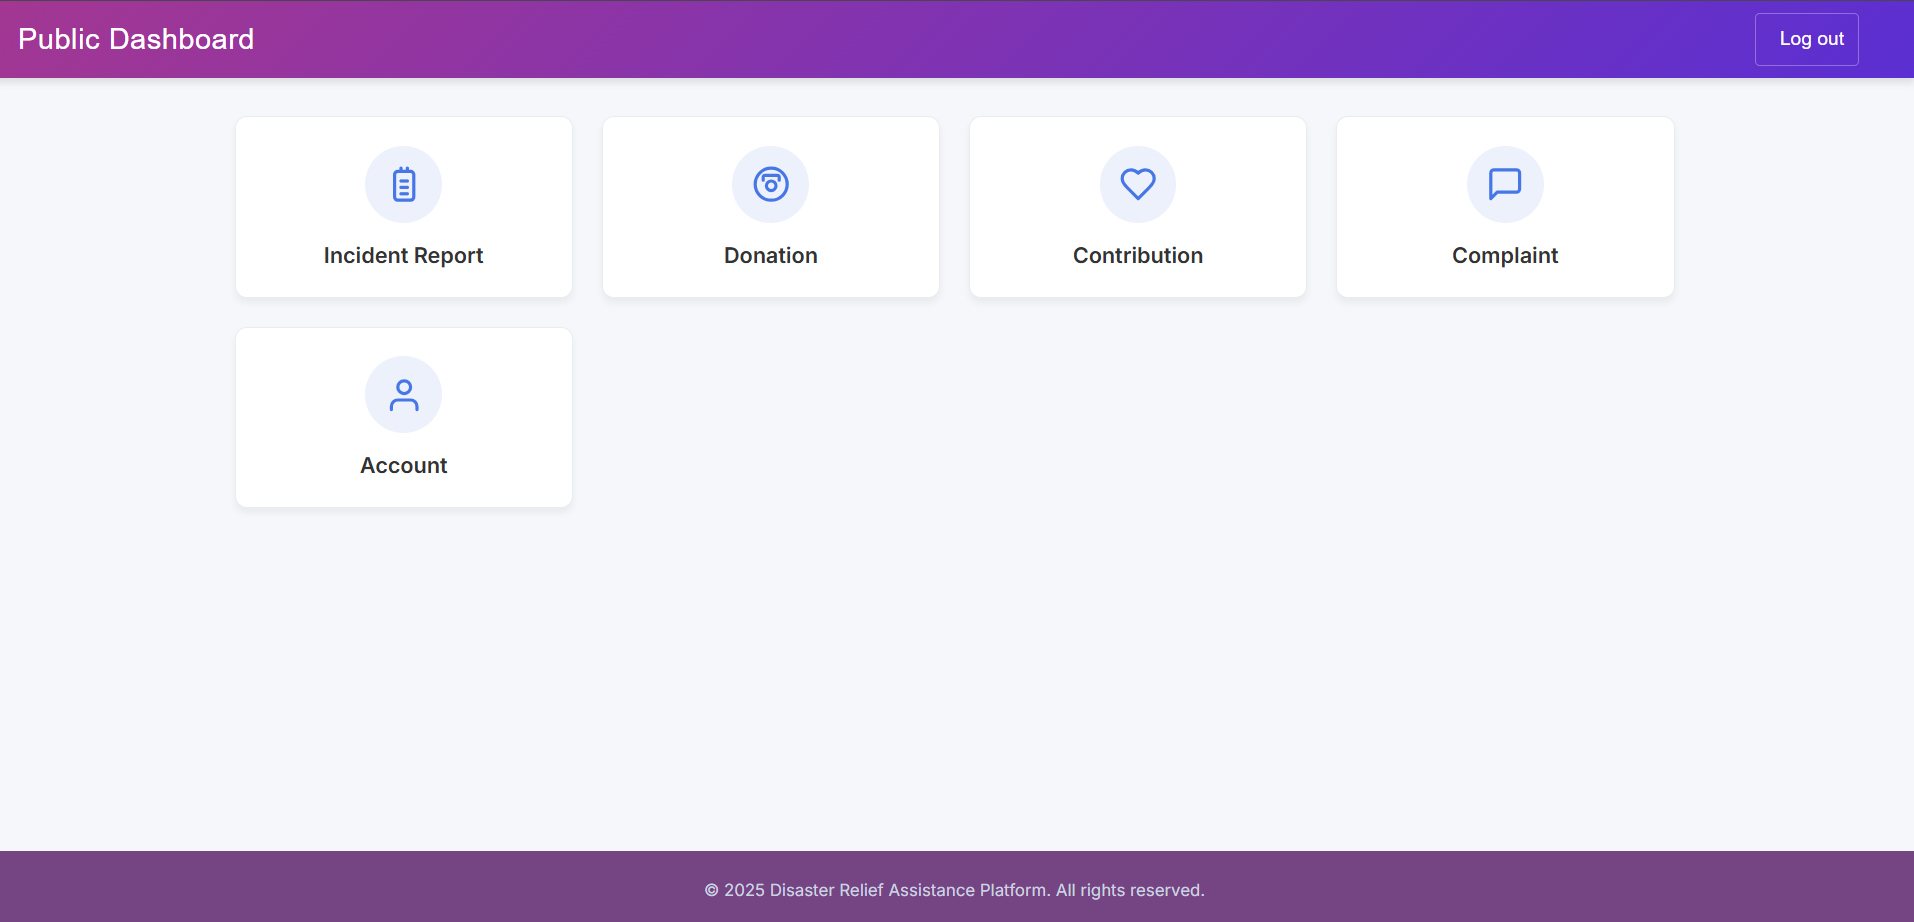 Public Dashboard
Log out
Incident Report
Donation
Contribution
Complaint
Account
© 2025 Disaster Relief Assistance Platform. All rights reserved.